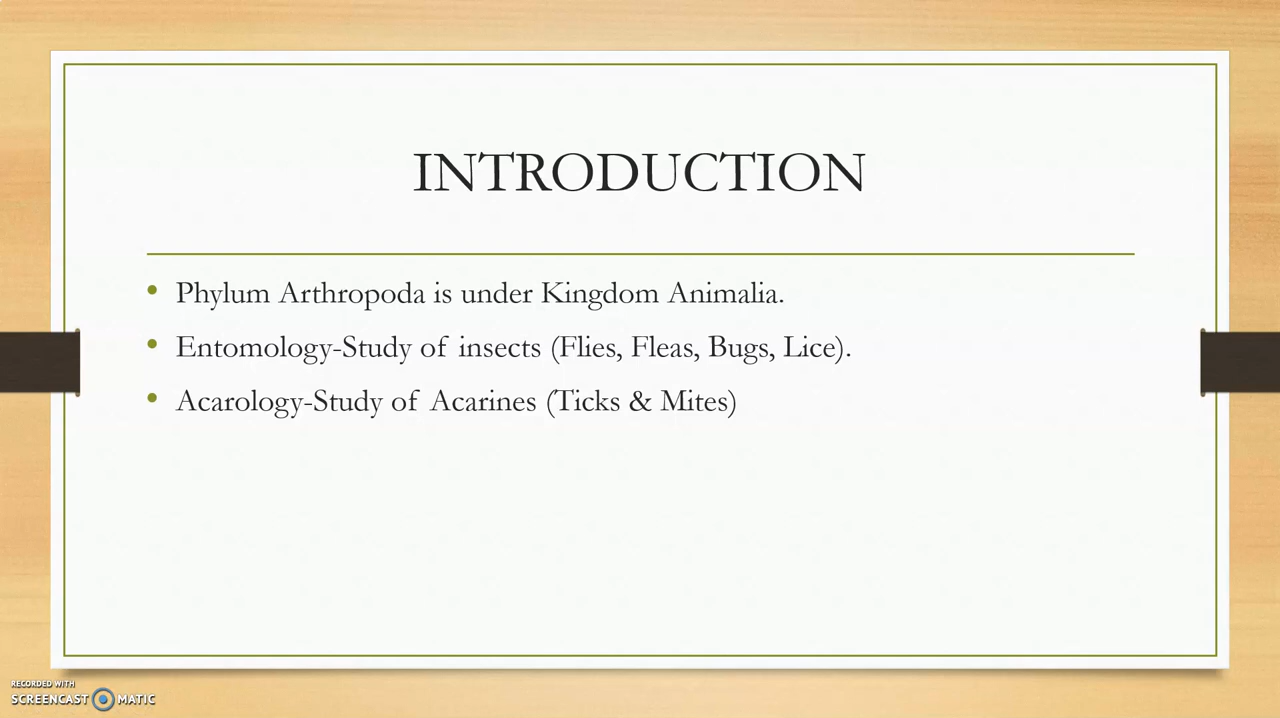 INTRODUCTION
• Phylum Arthropoda is under Kingdom Animalia.
• Entomology-Study of insects (Flies, Fleas, Bugs, Lice).
• Acarology-Study of Acarines (Ticks & Mites)
RECORDED WITH
SCREENCAST MATIC